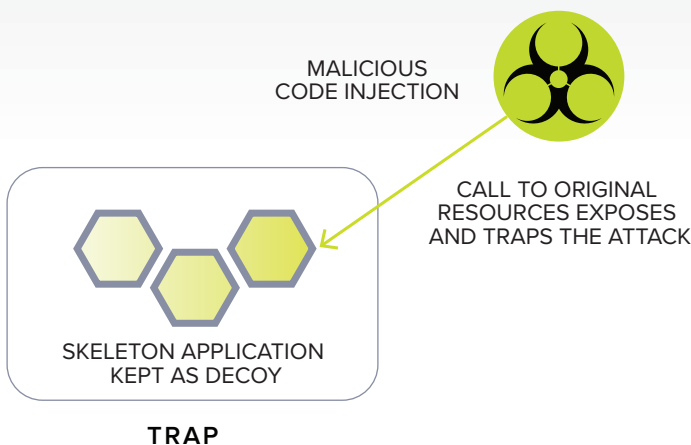 MALICIOUS
CODE INJECTION
CALL TO ORIGINAL
RESOURCES EXPOSES
AND TRAPS THE ATTACK
SKELETON APPLICATION
KEPT AS DECOY
TRAP